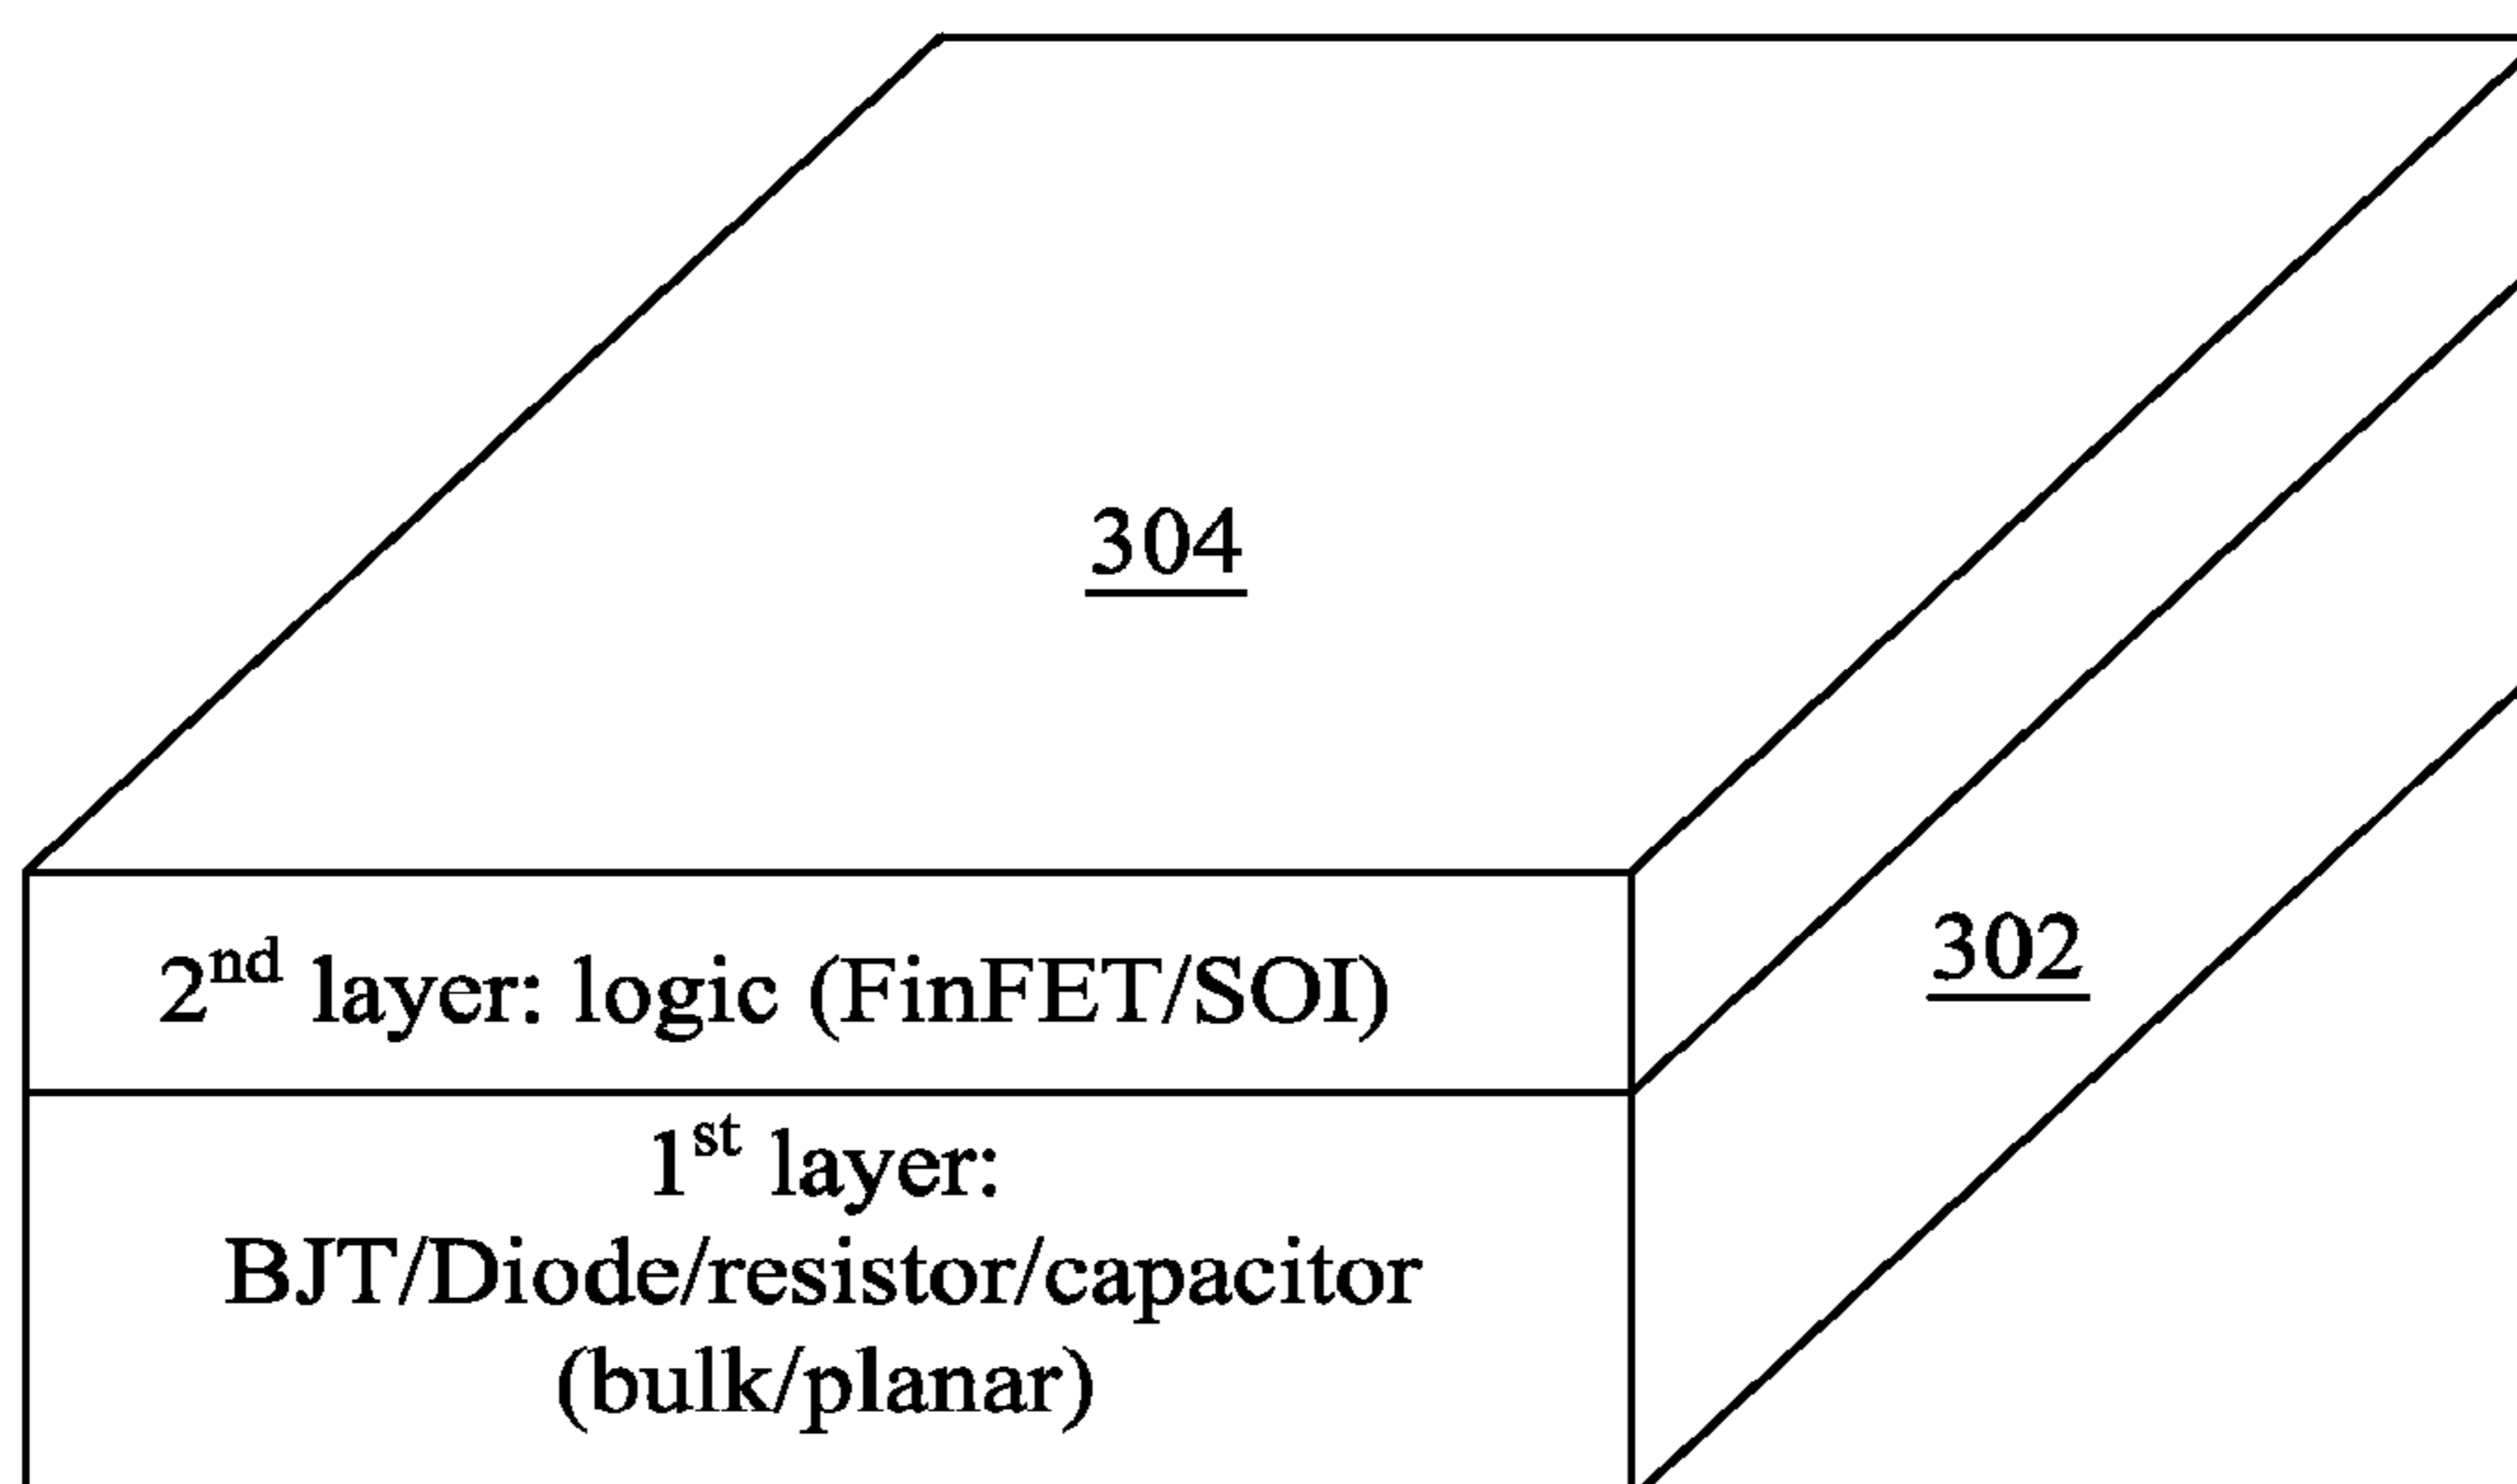 304
2nd layer: logic (FinFET/SOI)
302
1st layer:
BJT/Diode/resistor/capacitor
(bulk/planar)